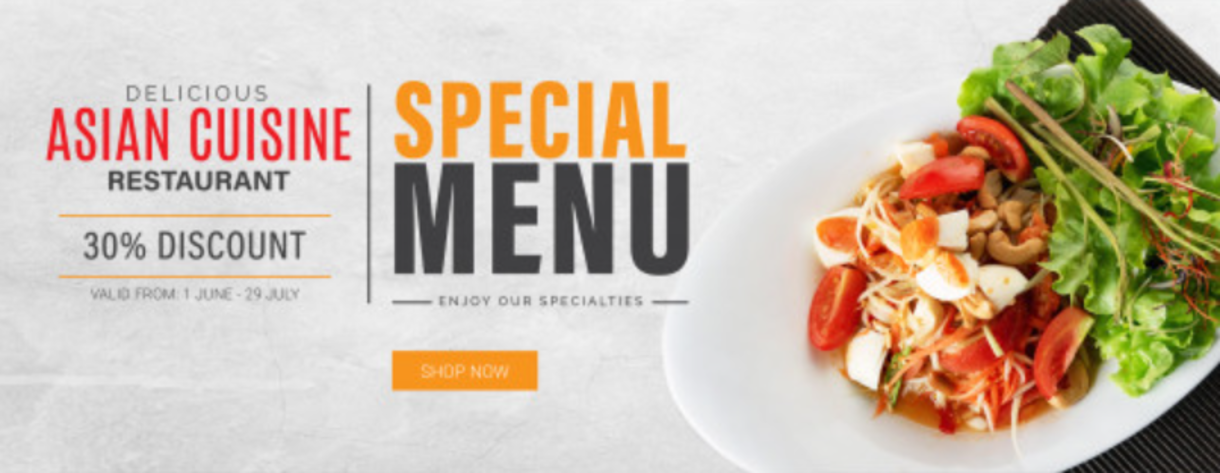 DELICIOUS
ASIAN CUISINE
RESTAURANT
30% DISCOUNT
VALID FROM: 1 JUNE - 29 JULY
SPECIAL
MENU
ENJOY OUR SPECIALTIES
SHOP NOW